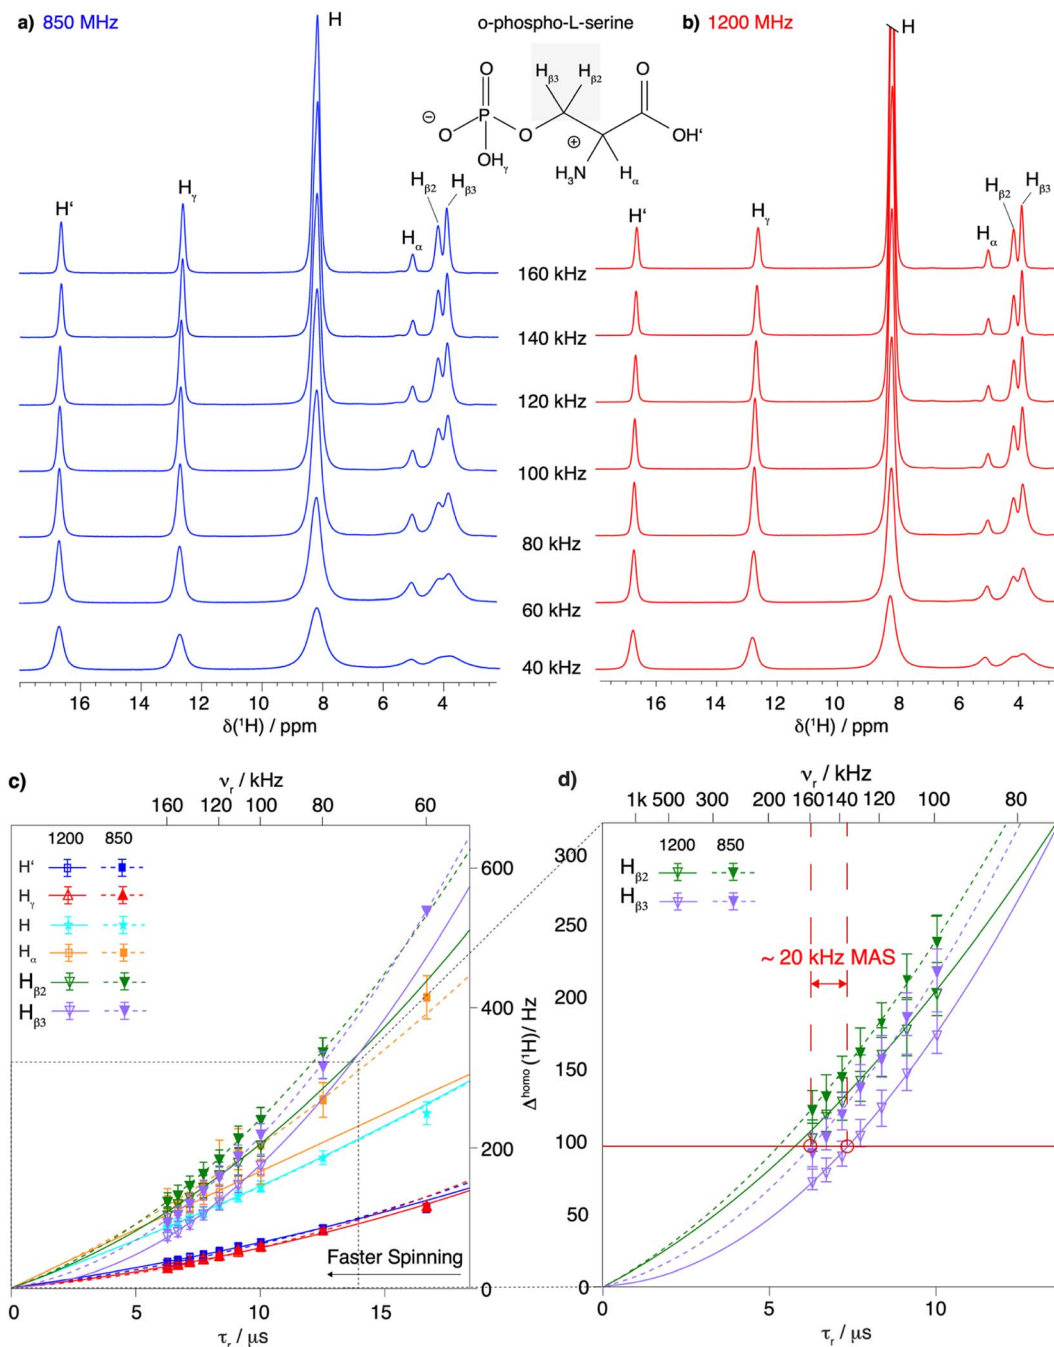 a) 850 MHz
H
H‘
Hγ
Hα
Hβ2
Hβ3
16
14
12
10
8
6
4
δ(¹H) / ppm
o-phospho-L-serine
Hβ3
Hβ2
O
O
P
⊖
O
O
⊕
OH‘
OHγ
H₃N
Hα
160 kHz
140 kHz
120 kHz
100 kHz
80 kHz
60 kHz
40 kHz
b) 1200 MHz
H
H‘
Hγ
Hα
Hβ2
Hβ3
16
14
12
10
8
6
4
δ(¹H) / ppm
c)
νr / kHz
160 120 100 80 60
1200 850
H‘
Hγ
H
Hα
Hβ2
Hβ3
600
400
200
0
Δhomo (¹H)/ Hz
Faster Spinning
0 5 10 15
τr / μs
d)
νr / kHz
1k 500 300 200 160 140 120 100 80
1200 850
Hβ2
Hβ3
~ 20 kHz MAS
300
250
200
150
100
50
0
0 5 10
τr / μs